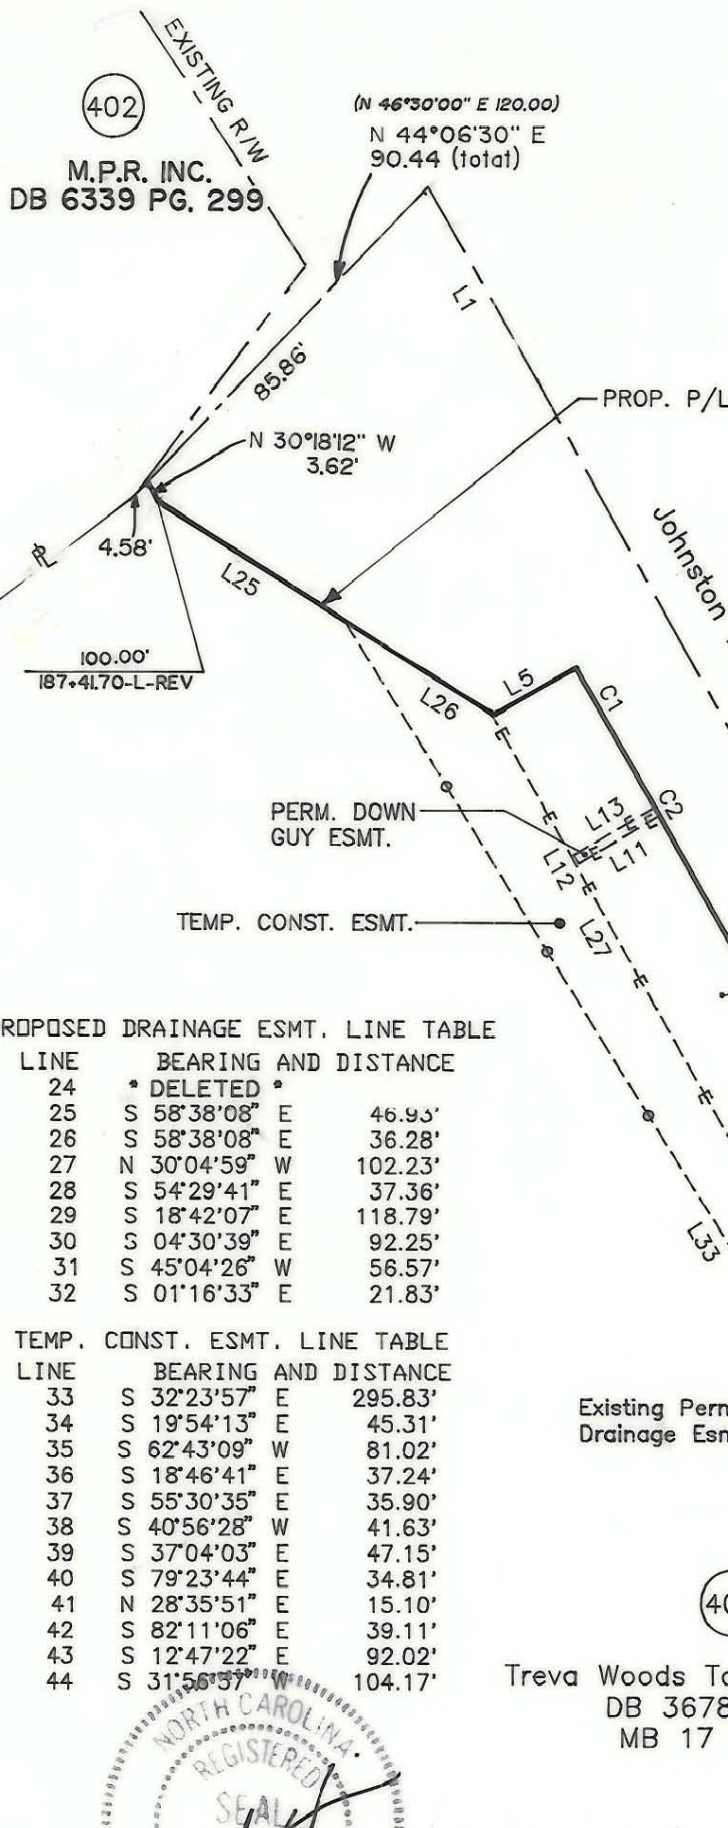 EXISTING R/W
402
M.P.R. INC.
DB 6339 PG. 299
(N 46°30'00" E 120.00)
N 44°06'30" E
90.44 (total)
L1
85.86'
PROP. P/L
N 30°18'12" W
3.62'
4.58'
Johnston
L25
100.00'
187+41.70-L-REV
L5
L26
C1
E
PERM. DOWN
GUY ESMT.
L13
C2
E
E
E
L12
E
L11
E
TEMP. CONST. ESMT.
L27
E
E
L33
ROPOSED DRAINAGE ESMT. LINE TABLE
LINE BEARING AND DISTANCE
24 * DELETED *
25 S 58°38'08" E 46.93'
26 S 58°38'08" E 36.28'
27 N 30°04'59" W 102.23'
28 S 54°29'41" E 37.36'
29 S 18°42'07" E 118.79'
30 S 04°30'39" E 92.25'
31 S 45°04'26" W 56.57'
32 S 01°16'33" E 21.83'
TEMP. CONST. ESMT. LINE TABLE
LINE BEARING AND DISTANCE
33 S 32°23'57" E 295.83'
34 S 19°54'13" E 45.31'
35 S 62°43'09" W 81.02'
36 S 18°46'41" E 37.24'
37 S 55°30'35" E 35.90'
38 S 40°56'28" W 41.63'
39 S 37°04'03" E 47.15'
40 S 79°23'44" E 34.81'
41 N 28°35'51" E 15.10'
42 S 82°11'06" E 39.11'
43 S 12°47'22" E 92.02'
44 S 31°56'57" W 104.17'
Existing Perm
Drainage Esm
40
Treva Woods To
DB 3678
MB 17
NORTH CAROLINA
REGISTERED
SEAL